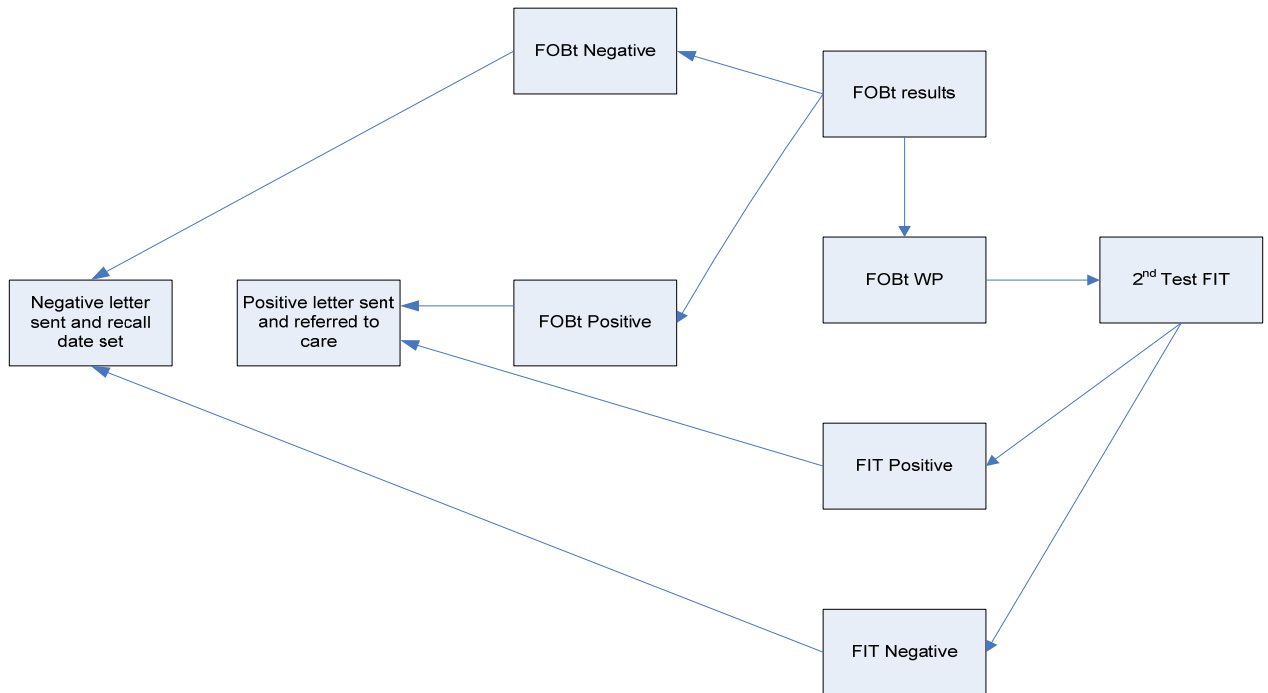 FOBt Negative
FOBt results
FOBt WP
2nd Test FIT
Negative letter
sent and recall
date set
Positive letter sent
and referred to
care
FOBt Positive
FIT Positive
FIT Negative